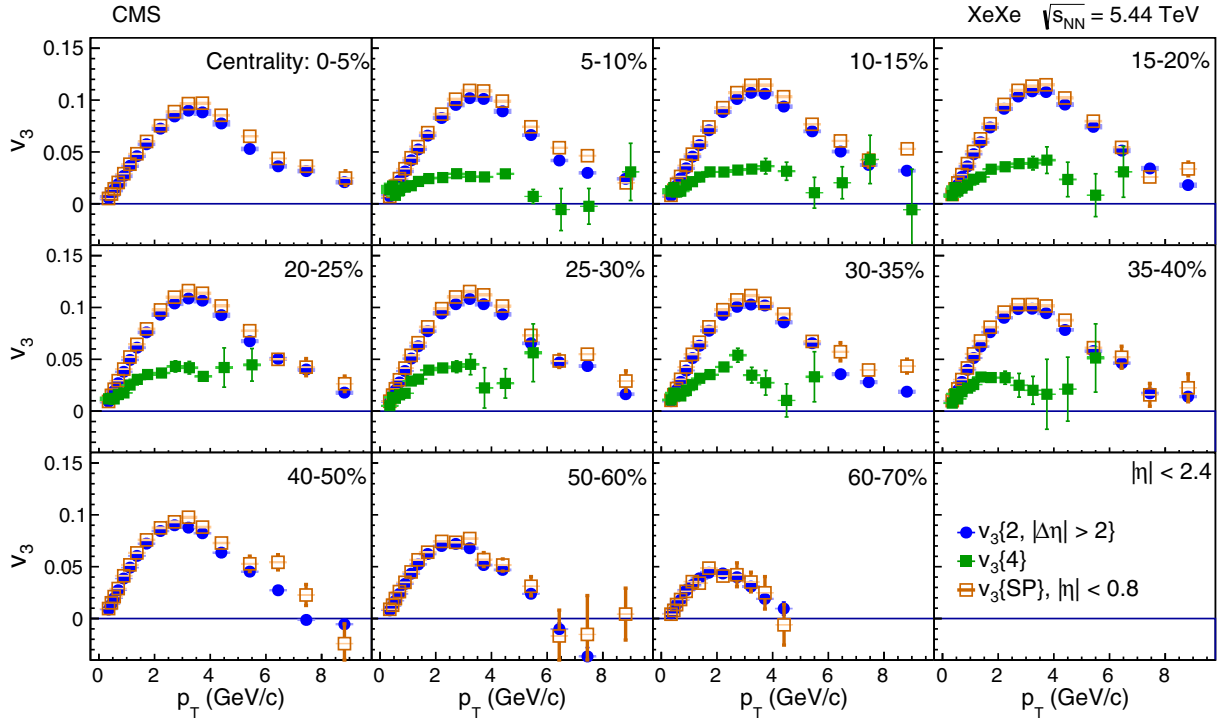 CMS XeXe √s_NN = 5.44 TeV
0.15 Centrality: 0-5% 5-10% 10-15% 15-20%
0.1
v3
0.05
0
0.15 20-25% 25-30% 30-35% 35-40%
0.1
v3
0.05
0
0.15 40-50% 50-60% 60-70% |η| < 2.4
0.1
v3
v3{2, |Δη| > 2}
0.05 v3{4}
v3{SP}, |η| < 0.8
0
0 2 4 6 8 0 2 4 6 8 0 2 4 6 8 0 2 4 6 8
pT (GeV/c) pT (GeV/c) pT (GeV/c) pT (GeV/c)